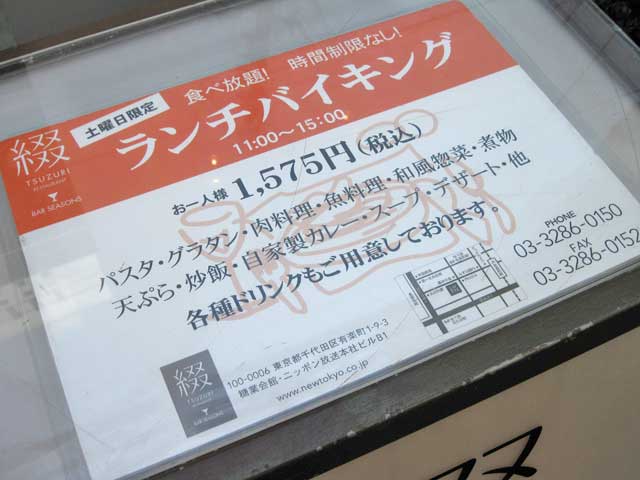 土曜日限定
食べ放題! 時間制限なし!
ランチバイキング
11:00〜15:00
綴
TSUZURI
RESTAURANT
BAR SEASONS
お一人様 1,575円(税込)
パスタ・グラタン・肉料理・魚料理・和風惣菜・煮物
天ぷら・炒飯・自家製カレー・スープ・デザート・他
各種ドリンクもご用意しております。
PHONE
03-3286-0150
FAX
03-3286-0152
綴
TSUZURI
BAR SEASONS
100-0006 東京都千代田区有楽町1-9-3
糖業会館・ニッポン放送本社ビルB1
www.newtokyo.co.jp